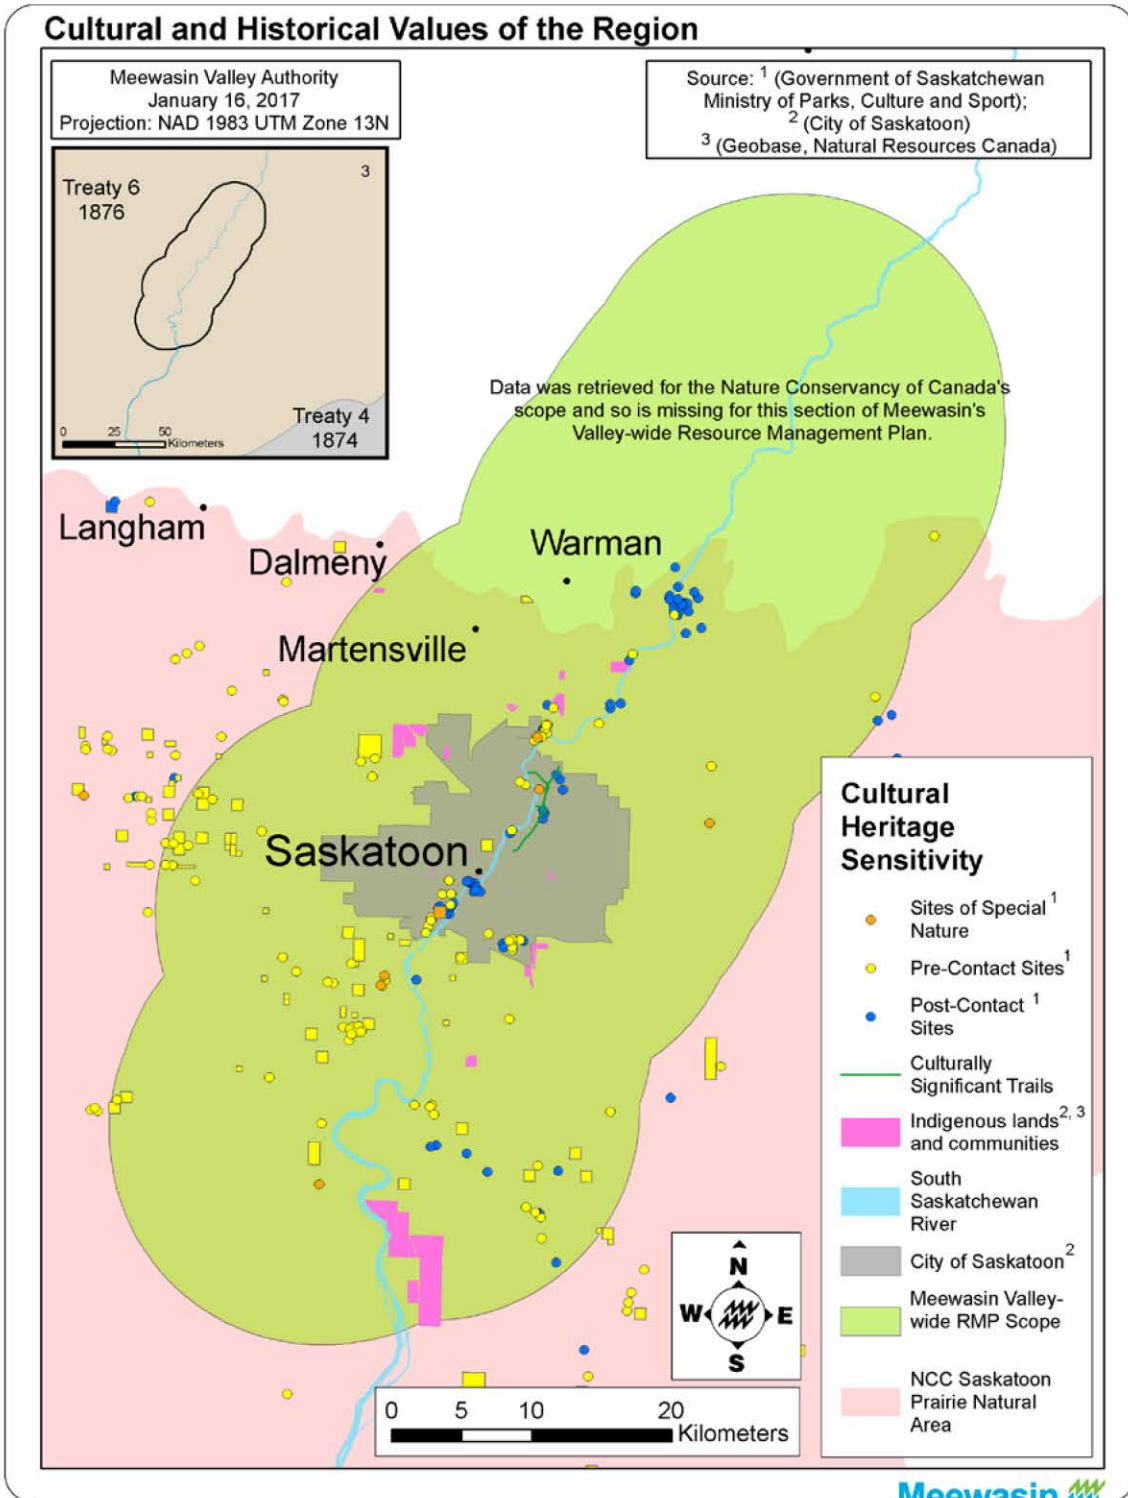 Cultural and Historical Values of the Region
Meewasin Valley Authority
January 16, 2017
Projection: NAD 1983 UTM Zone 13N
Source: 1 (Government of Saskatchewan
Ministry of Parks, Culture and Sport);
2 (City of Saskatoon)
3 (Geobase, Natural Resources Canada)
3
Treaty 6
1876
Treaty 4
1874
0 25 50
Kilometers
Data was retrieved for the Nature Conservancy of Canada's
scope and so is missing for this section of Meewasin's
Valley-wide Resource Management Plan.
Langham
Dalmeny
Warman
Martensville
Saskatoon
Cultural
Heritage
Sensitivity
Sites of Special 1
Nature
Pre-Contact Sites1
Post-Contact 1
Sites
Culturally
Significant Trails
Indigenous lands2, 3
and communities
South
Saskatchewan
River
City of Saskatoon2
Meewasin Valley-
wide RMP Scope
NCC Saskatoon
Prairie Natural
Area
N
W E
S
0 5 10 20
Kilometers
Meewasin